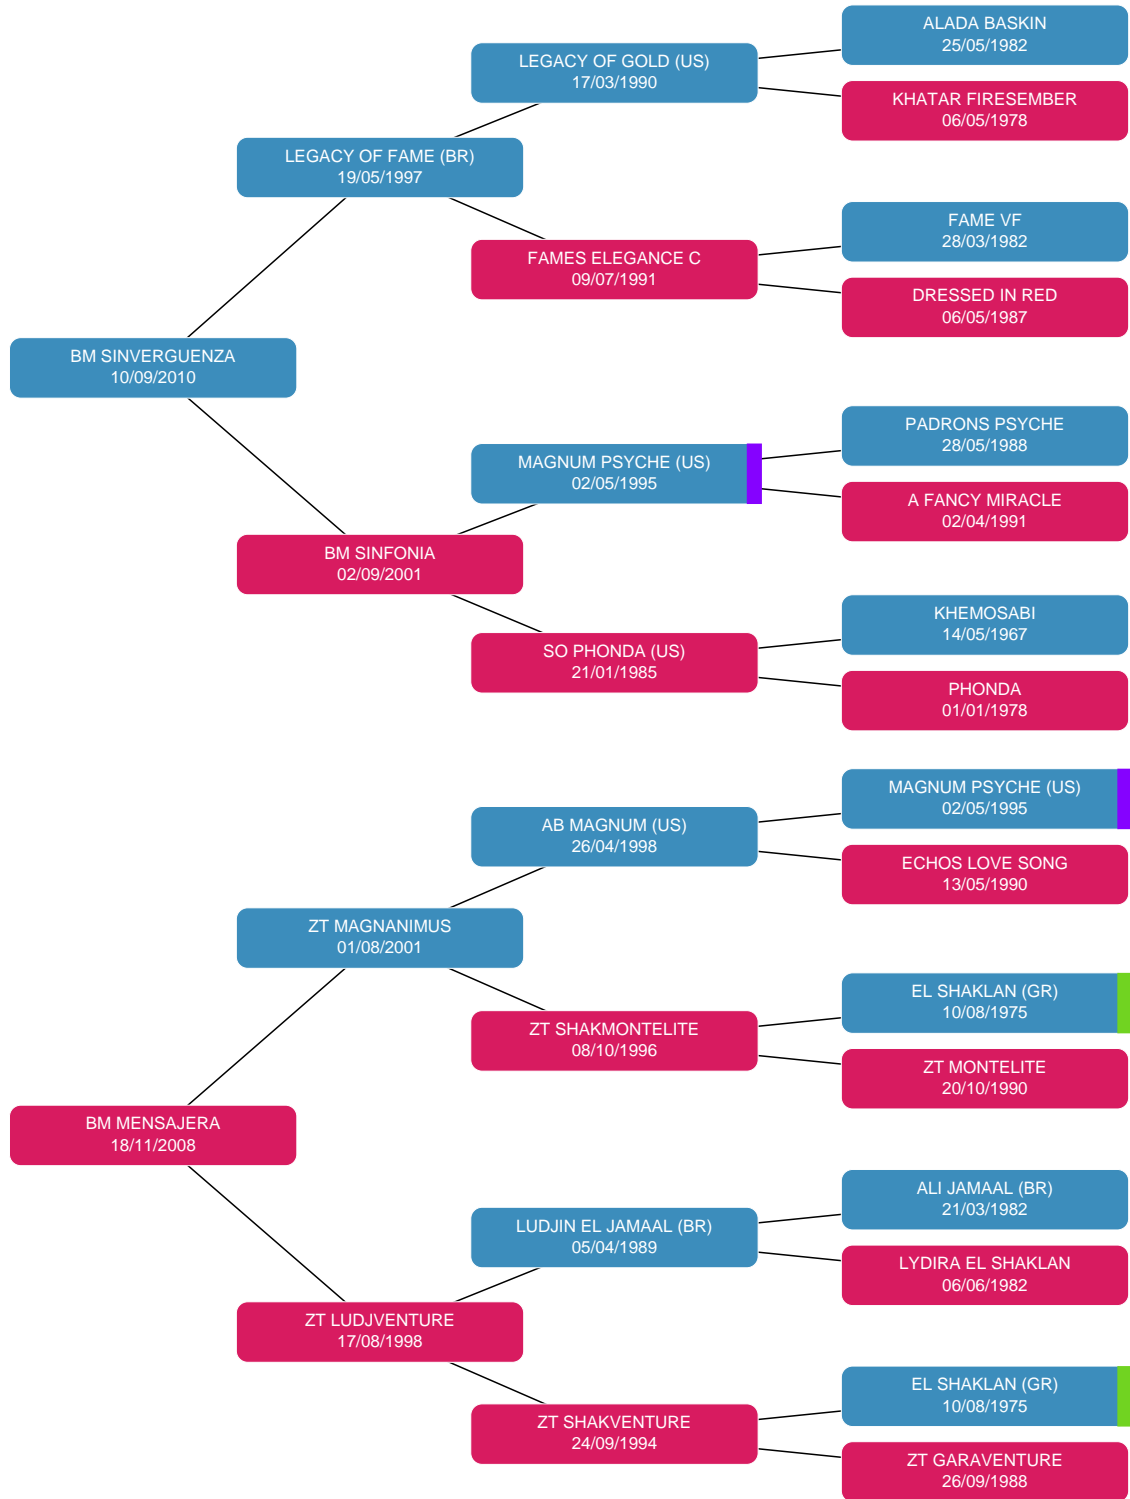 ALADA BASKIN
25/05/1982
LEGACY OF GOLD (US)
17/03/1990
KHATAR FIRESEMBER
06/05/1978
LEGACY OF FAME (BR)
19/05/1997
FAME VF
28/03/1982
FAMES ELEGANCE C
09/07/1991
DRESSED IN RED
06/05/1987
BM SINVERGUENZA
10/09/2010
PADRONS PSYCHE
28/05/1988
MAGNUM PSYCHE (US)
02/05/1995
A FANCY MIRACLE
02/04/1991
BM SINFONIA
02/09/2001
KHEMOSABI
14/05/1967
SO PHONDA (US)
21/01/1985
PHONDA
01/01/1978
MAGNUM PSYCHE (US)
02/05/1995
AB MAGNUM (US)
26/04/1998
ECHOS LOVE SONG
13/05/1990
ZT MAGNANIMUS
01/08/2001
EL SHAKLAN (GR)
10/08/1975
ZT SHAKMONTELITE
08/10/1996
ZT MONTELITE
20/10/1990
BM MENSAJERA
18/11/2008
ALI JAMAAL (BR)
21/03/1982
LUDJIN EL JAMAAL (BR)
05/04/1989
LYDIRA EL SHAKLAN
06/06/1982
ZT LUDJVENTURE
17/08/1998
EL SHAKLAN (GR)
10/08/1975
ZT SHAKVENTURE
24/09/1994
ZT GARAVENTURE
26/09/1988